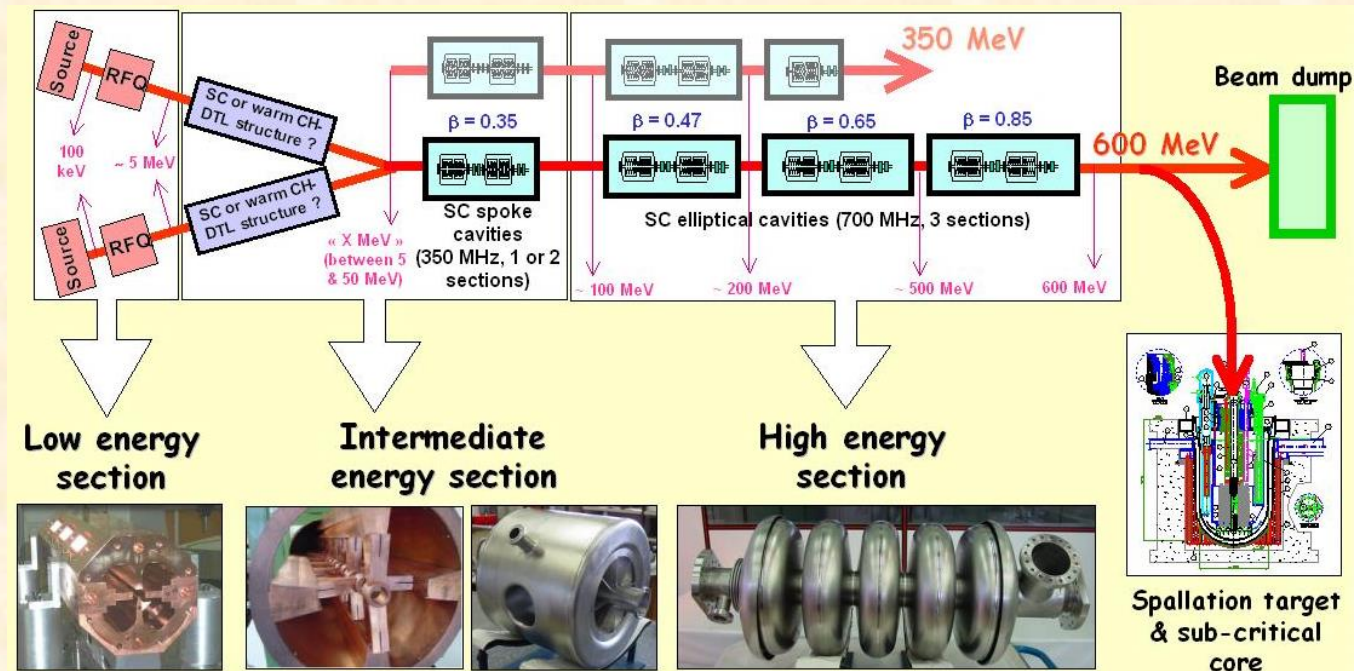 Source
RFQ
SC or warm CH-
DTL structure ?
100
keV
~ 5 MeV
Source
RFQ
SC or warm CH-
DTL structure ?
« X MeV »
(between 5
& 50 MeV)
350 MeV
β = 0.35
β = 0.47
β = 0.65
β = 0.85
SC spoke
cavities
(350 MHz, 1 or 2
sections)
SC elliptical cavities (700 MHz, 3 sections)
~ 100 MeV
~ 200 MeV
~ 500 MeV
600 MeV
600 MeV
Beam dump
Low energy
section
Intermediate
energy section
High energy
section
Spallation target
& sub-critical
core